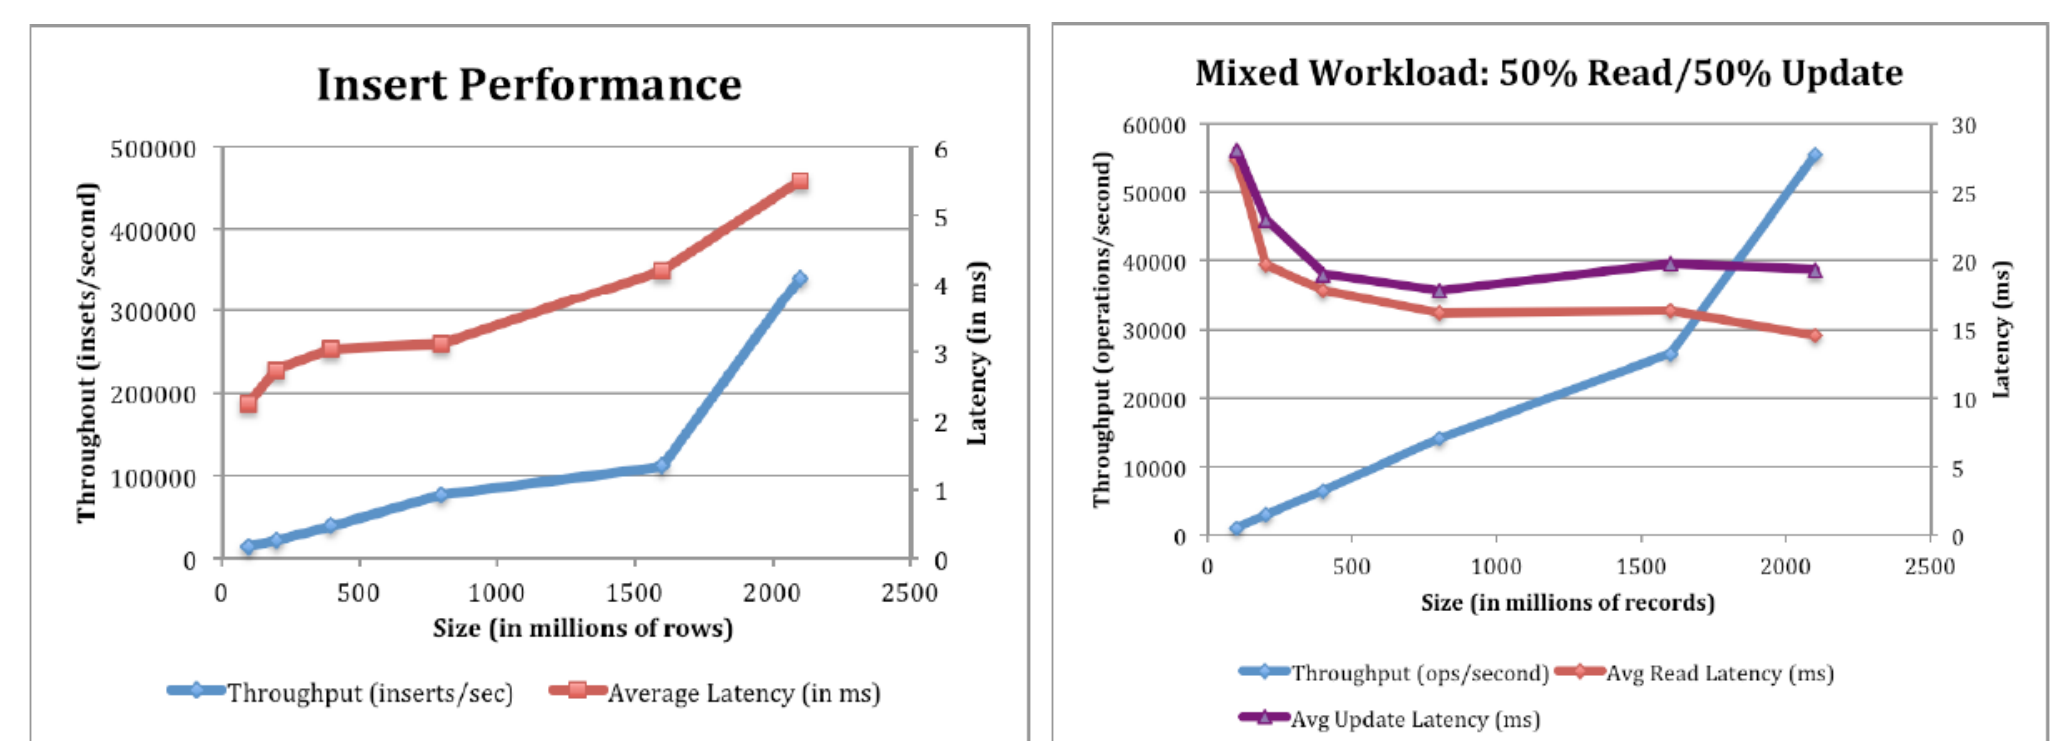 Insert Performance
500000
400000
300000
200000
100000
0
Throughout (insets/second)
6
5
4
3
2
1
0
Latency (in ms)
0 500 1000 1500 2000 2500
Size (in millions of rows)
Throughput (inserts/sec) Average Latency (in ms)
Mixed Workload: 50% Read/50% Update
60000
50000
40000
30000
20000
10000
0
Throughput (operations/second)
30
25
20
15
10
5
0
Latency (ms)
0 500 1000 1500 2000 2500
Size (in millions of records)
Throughput (ops/second) Avg Read Latency (ms)
Avg Update Latency (ms)